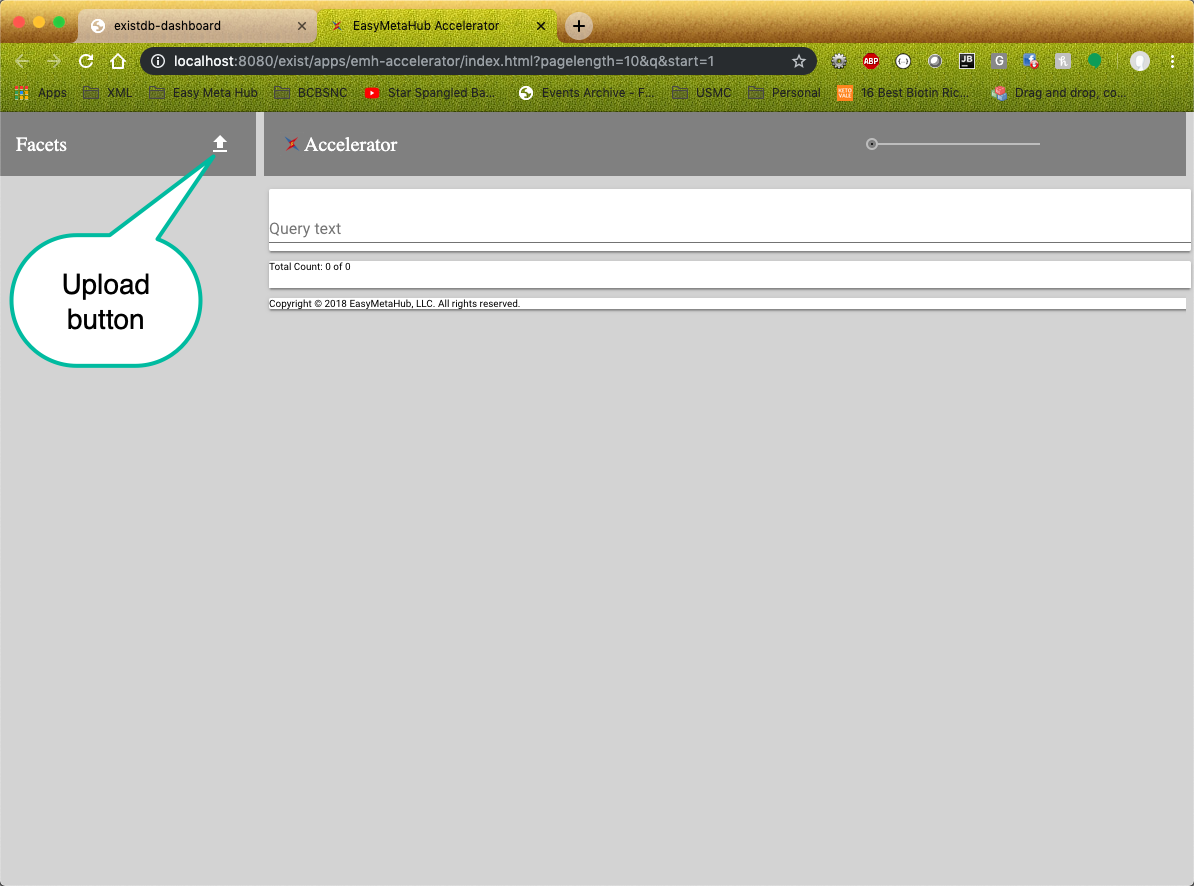 existdb-dashboard
EasyMetaHub Accelerator
localhost:8080/exist/apps/emh-accelerator/index.html?pagelength=10&q&start=1
ABP
JB
G
Apps
XML
Easy Meta Hub
BCBSNC
Star Spangled Ba...
Events Archive - F...
USMC
Personal
KETO VALE
16 Best Biotin Ric...
Drag and drop, co...
Facets
Accelerator
Upload
button
Query text
Total Count: 0 of 0
Copyright © 2018 EasyMetaHub, LLC. All rights reserved.